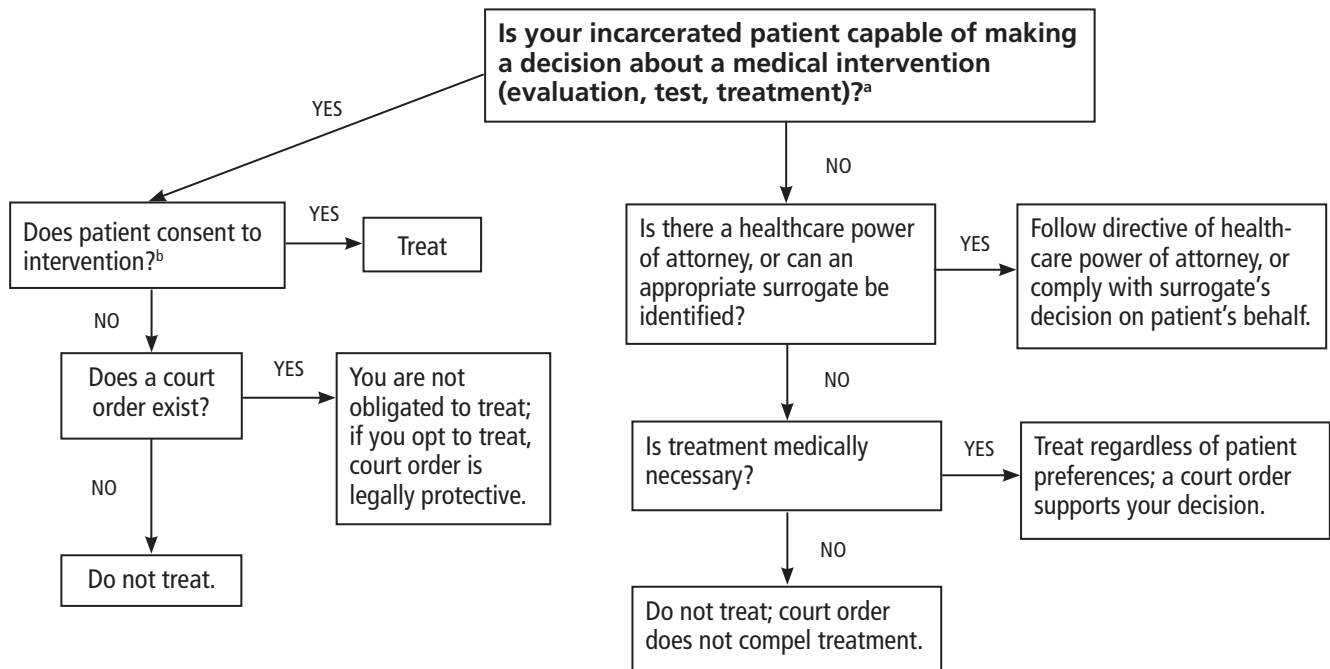 Is your incarcerated patient capable of making
a decision about a medical intervention
(evaluation, test, treatment)?ᵃ
YES
NO
Does patient consent to
intervention?ᵇ
YES
Treat
Is there a healthcare power
of attorney, or can an
appropriate surrogate be
identified?
YES
Follow directive of health-
care power of attorney, or
comply with surrogate’s
decision on patient’s behalf.
NO
Does a court
order exist?
YES
You are not
obligated to treat;
if you opt to treat,
court order is
legally protective.
NO
Is treatment medically
necessary?
YES
Treat regardless of patient
preferences; a court order
supports your decision.
NO
Do not treat.
NO
Do not treat; court order
does not compel treatment.